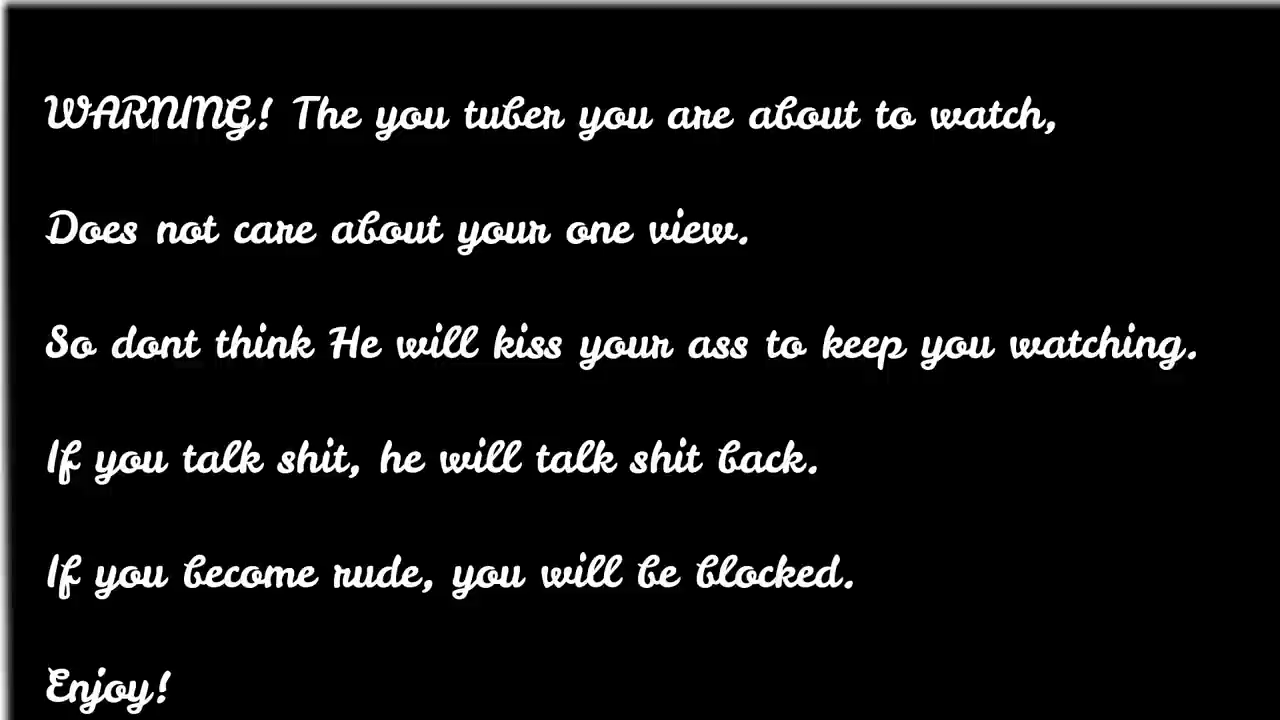 WARNING! The you tuber you are about to watch,
Does not care about your one view.
So dont think He will kiss your ass to keep you watching.
If you talk shit, he will talk shit back.
If you become rude, you will be blocked.
Enjoy!